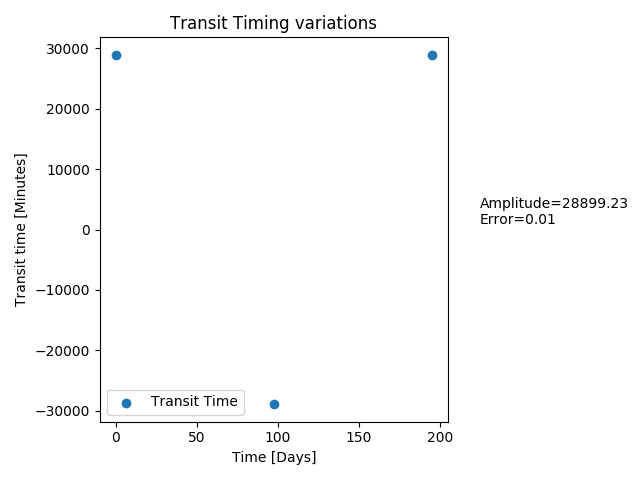 Transit Timing variations
30000
20000
10000
0
−10000
−20000
−30000
Transit time [Minutes]
Transit Time
0
50
100
150
200
Time [Days]
Amplitude=28899.23
Error=0.01